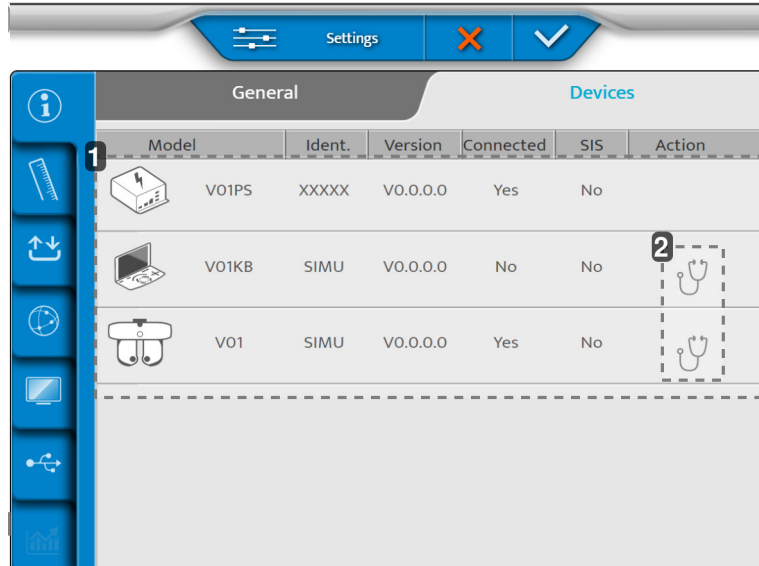 Settings
General Devices
1 Model Ident. Version Connected SIS Action
V01PS XXXXX V0.0.0.0 Yes No
2
V01KB SIMU V0.0.0.0 No No
V01 SIMU V0.0.0.0 Yes No